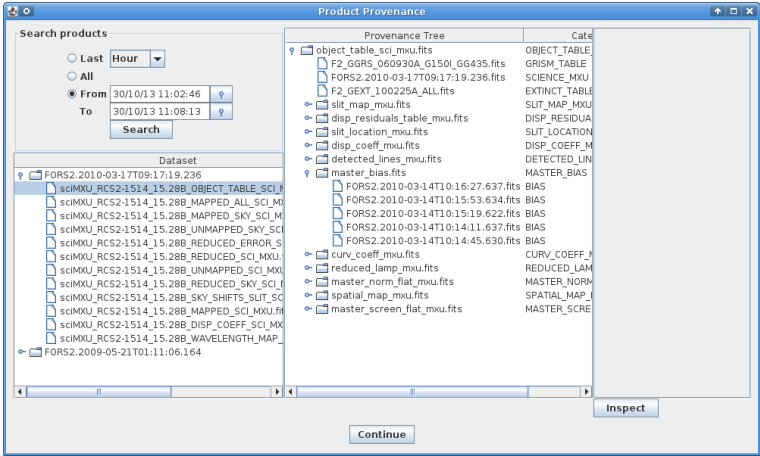 Product Provenance
Search products
Last Hour
All
From 30/10/13 11:02:46
To 30/10/13 11:08:13
Search
Dataset
FORS2.2010-03-17T09:17:19.236
sciMXU_RCS2-1514_15.28B_OBJECT_TABLE_SCI_M
sciMXU_RCS2-1514_15.28B_MAPPED_ALL_SCI_MX
sciMXU_RCS2-1514_15.28B_MAPPED_SKY_SCI_M
sciMXU_RCS2-1514_15.28B_UNMAPPED_SKY_SCI
sciMXU_RCS2-1514_15.28B_REDUCED_ERROR_S
sciMXU_RCS2-1514_15.28B_REDUCED_SCI_MXU.
sciMXU_RCS2-1514_15.28B_UNMAPPED_SCI_MXU
sciMXU_RCS2-1514_15.28B_REDUCED_SKY_SCI_
sciMXU_RCS2-1514_15.28B_SKY_SHIFTS_SLIT_SC
sciMXU_RCS2-1514_15.28B_MAPPED_SCI_MXU.fit
sciMXU_RCS2-1514_15.28B_DISP_COEFF_SCI_MX
sciMXU_RCS2-1514_15.28B_WAVELENGTH_MAP_
FORS2.2009-05-21T01:11:06.164
Provenance Tree Cate
object_table_sci_mxu.fits OBJECT_TABLE_
F2_GGRS_060930A_G150I_GG435.fits GRISM_TABLE
FORS2.2010-03-17T09:17:19.236.fits SCIENCE_MXU
F2_GEXT_100225A_ALL.fits EXTINCT_TABLE
slit_map_mxu.fits SLIT_MAP_MXU
disp_residuals_table_mxu.fits DISP_RESIDUA
slit_location_mxu.fits SLIT_LOCATION
disp_coeff_mxu.fits DISP_COEFF_M
detected_lines_mxu.fits DETECTED_LIN
master_bias.fits MASTER_BIAS
FORS2.2010-03-14T10:16:27.637.fits BIAS
FORS2.2010-03-14T10:15:53.634.fits BIAS
FORS2.2010-03-14T10:15:19.622.fits BIAS
FORS2.2010-03-14T10:14:11.637.fits BIAS
FORS2.2010-03-14T10:14:45.630.fits BIAS
curv_coeff_mxu.fits CURV_COEFF_M
reduced_lamp_mxu.fits REDUCED_LAM
master_norm_flat_mxu.fits MASTER_NORM
spatial_map_mxu.fits SPATIAL_MAP_
master_screen_flat_mxu.fits MASTER_SCRE
Inspect
Continue